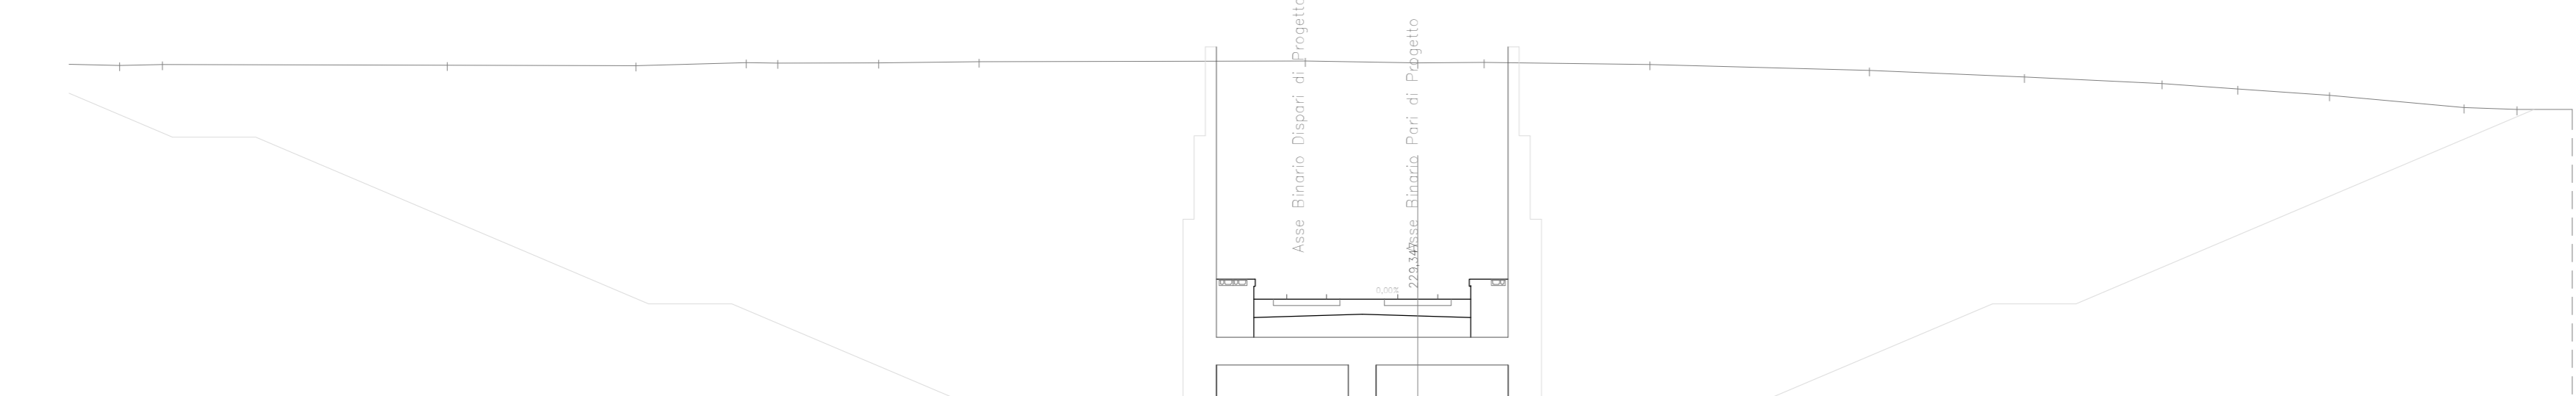 Asse Binario Dispari di Progetto
Asse Binario Pari di Progetto
229,347
0,00%